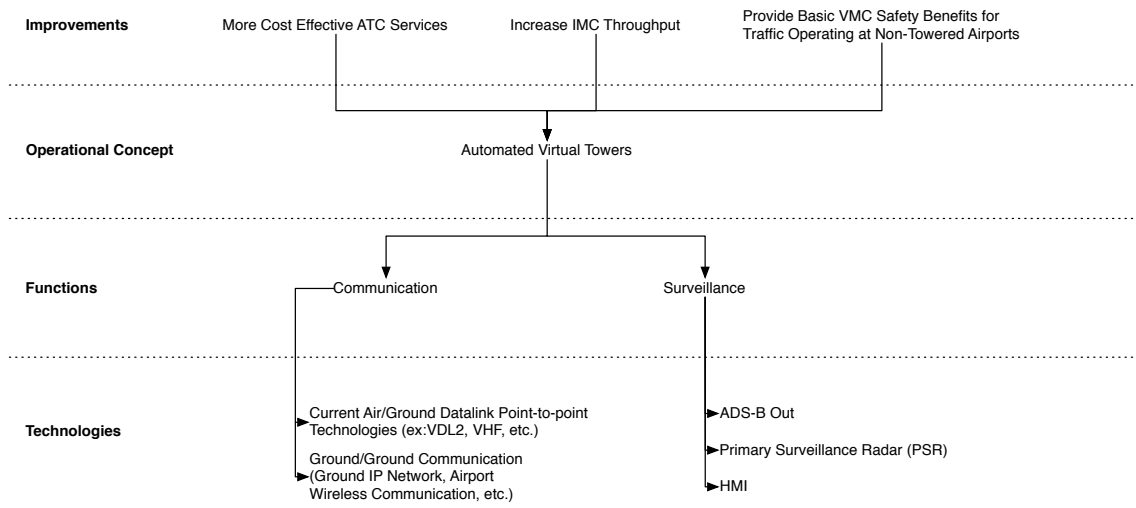 Improvements
More Cost Effective ATC Services
Increase IMC Throughput
Provide Basic VMC Safety Benefits for
Traffic Operating at Non-Towered Airports
Operational Concept
Automated Virtual Towers
Functions
Communication
Surveillance
Technologies
Current Air/Ground Datalink Point-to-point
Technologies (ex:VDL2, VHF, etc.)
Ground/Ground Communication
(Ground IP Network, Airport
Wireless Communication, etc.)
ADS-B Out
Primary Surveillance Radar (PSR)
HMI